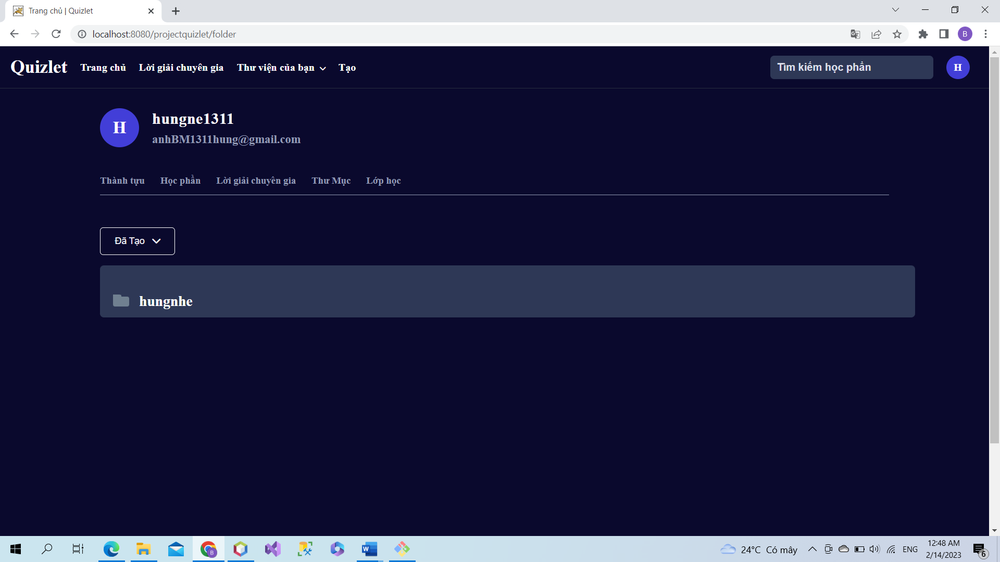 Trang chủ | Quizlet
localhost:8080/projectquizlet/folder
B
Quizlet Trang chủ Lời giải chuyên gia Thư viện của bạn Tạo Tìm kiếm học phần H
H
hungne1311
anhBM1311hung@gmail.com
Thành tựu Học phần Lời giải chuyên gia Thư Mục Lớp học
Đã Tạo
hungnhe
B
W
24°C Có mây
ENG
12:48 AM
2/14/2023
6